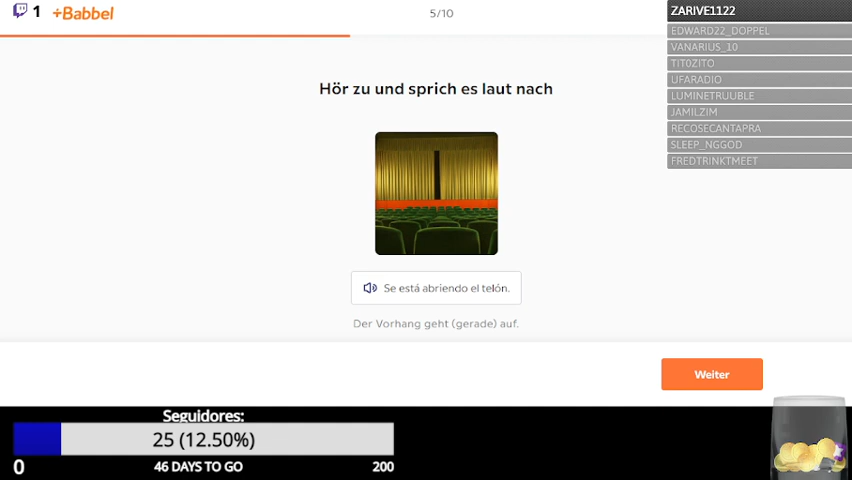 1 +Babbel
5/10
ZARIVE1122
EDWARD22_DOPPEL
VANARIUS_10
TIT0ZITO
UFARADIO
LUMINETRUUBLE
JAMILZIM
RECOSECANTAPRA
SLEEP_NGGOD
FREDTRINKTMEET
Hör zu und sprich es laut nach
Se está abriendo el telón.
Der Vorhang geht (gerade) auf.
Weiter
Seguidores:
25 (12.50%)
0 46 DAYS TO GO 200